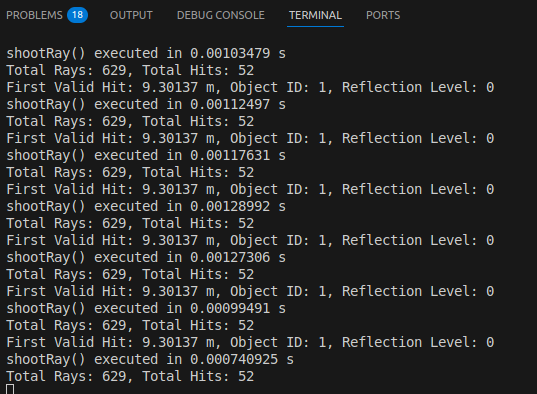 PROBLEMS 18 OUTPUT DEBUG CONSOLE TERMINAL PORTS
shootRay() executed in 0.00103479 s
Total Rays: 629, Total Hits: 52
First Valid Hit: 9.30137 m, Object ID: 1, Reflection Level: 0
shootRay() executed in 0.00112497 s
Total Rays: 629, Total Hits: 52
First Valid Hit: 9.30137 m, Object ID: 1, Reflection Level: 0
shootRay() executed in 0.00117631 s
Total Rays: 629, Total Hits: 52
First Valid Hit: 9.30137 m, Object ID: 1, Reflection Level: 0
shootRay() executed in 0.00128992 s
Total Rays: 629, Total Hits: 52
First Valid Hit: 9.30137 m, Object ID: 1, Reflection Level: 0
shootRay() executed in 0.00127306 s
Total Rays: 629, Total Hits: 52
First Valid Hit: 9.30137 m, Object ID: 1, Reflection Level: 0
shootRay() executed in 0.00099491 s
Total Rays: 629, Total Hits: 52
First Valid Hit: 9.30137 m, Object ID: 1, Reflection Level: 0
shootRay() executed in 0.000740925 s
Total Rays: 629, Total Hits: 52